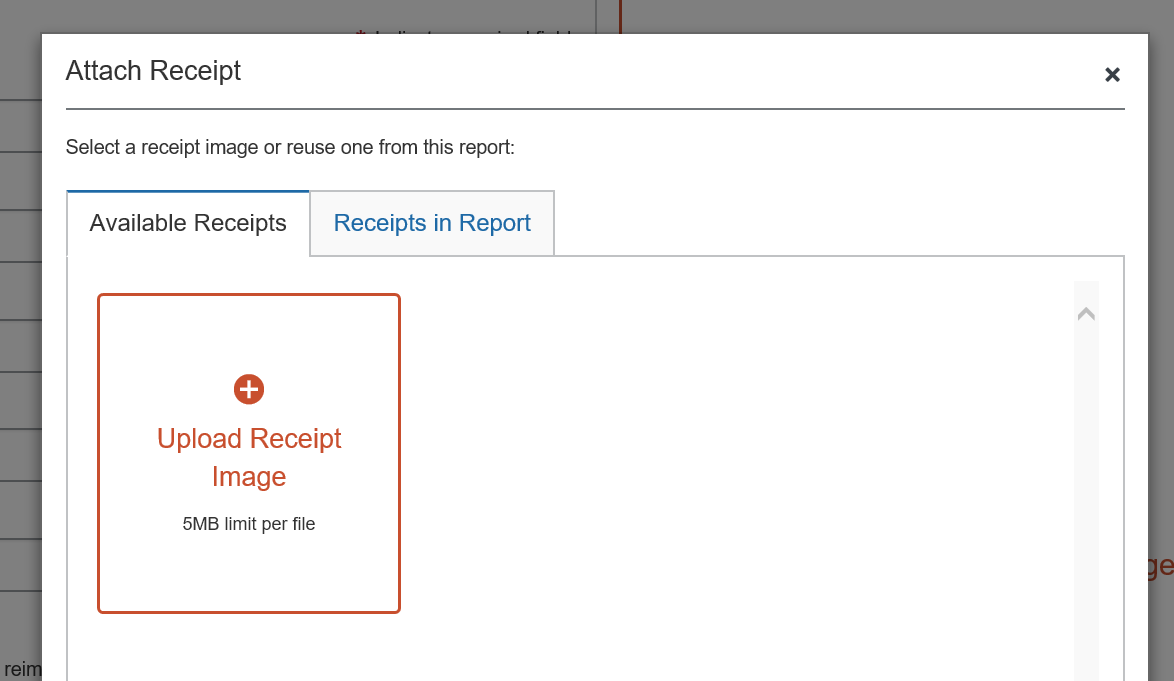 Attach Receipt
Select a receipt image or reuse one from this report:
Available Receipts
Receipts in Report
Upload Receipt
Image
5MB limit per file
ge
reim